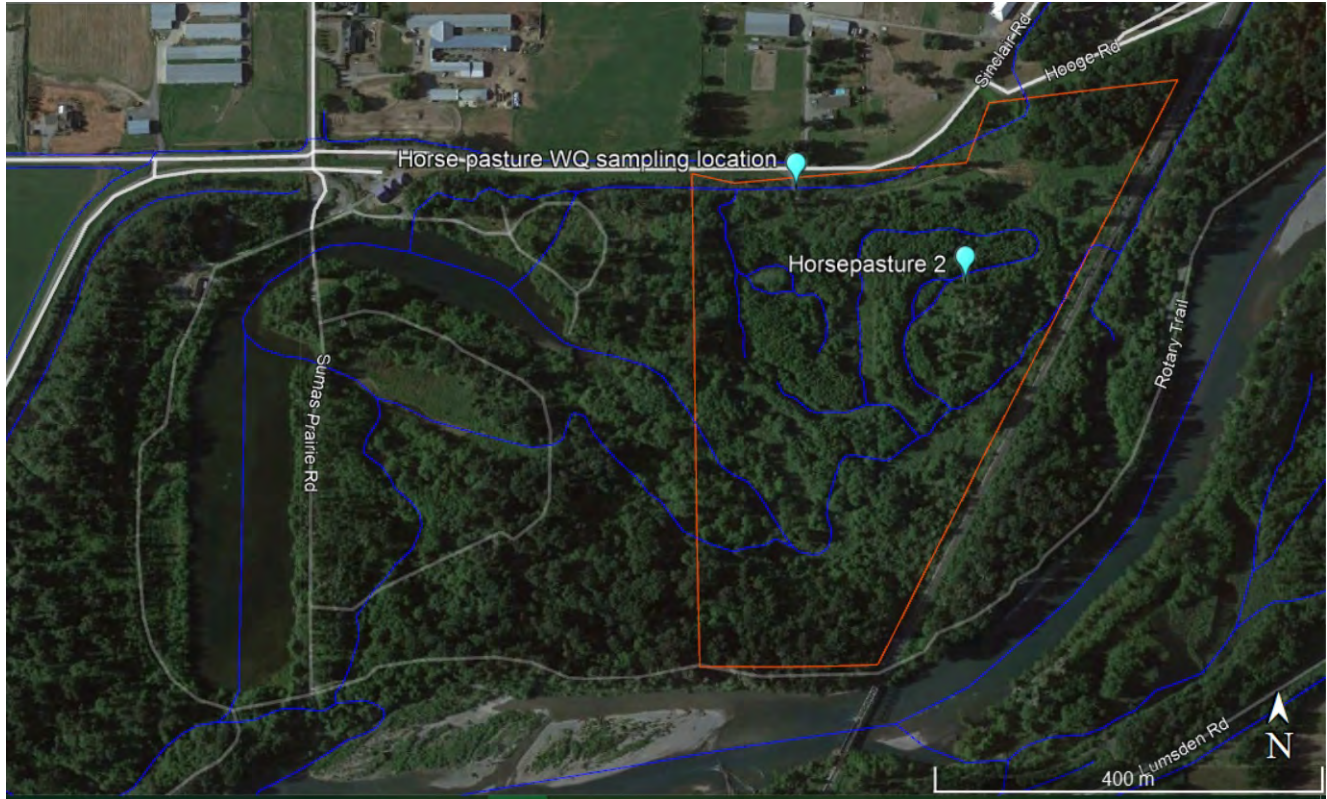 Sinclair Rd
Hooge Rd
Horse pasture WQ sampling location
Horsepasture 2
Rotary Trail
Sumas Prairie Rd
Lumsden Rd
N
400 m